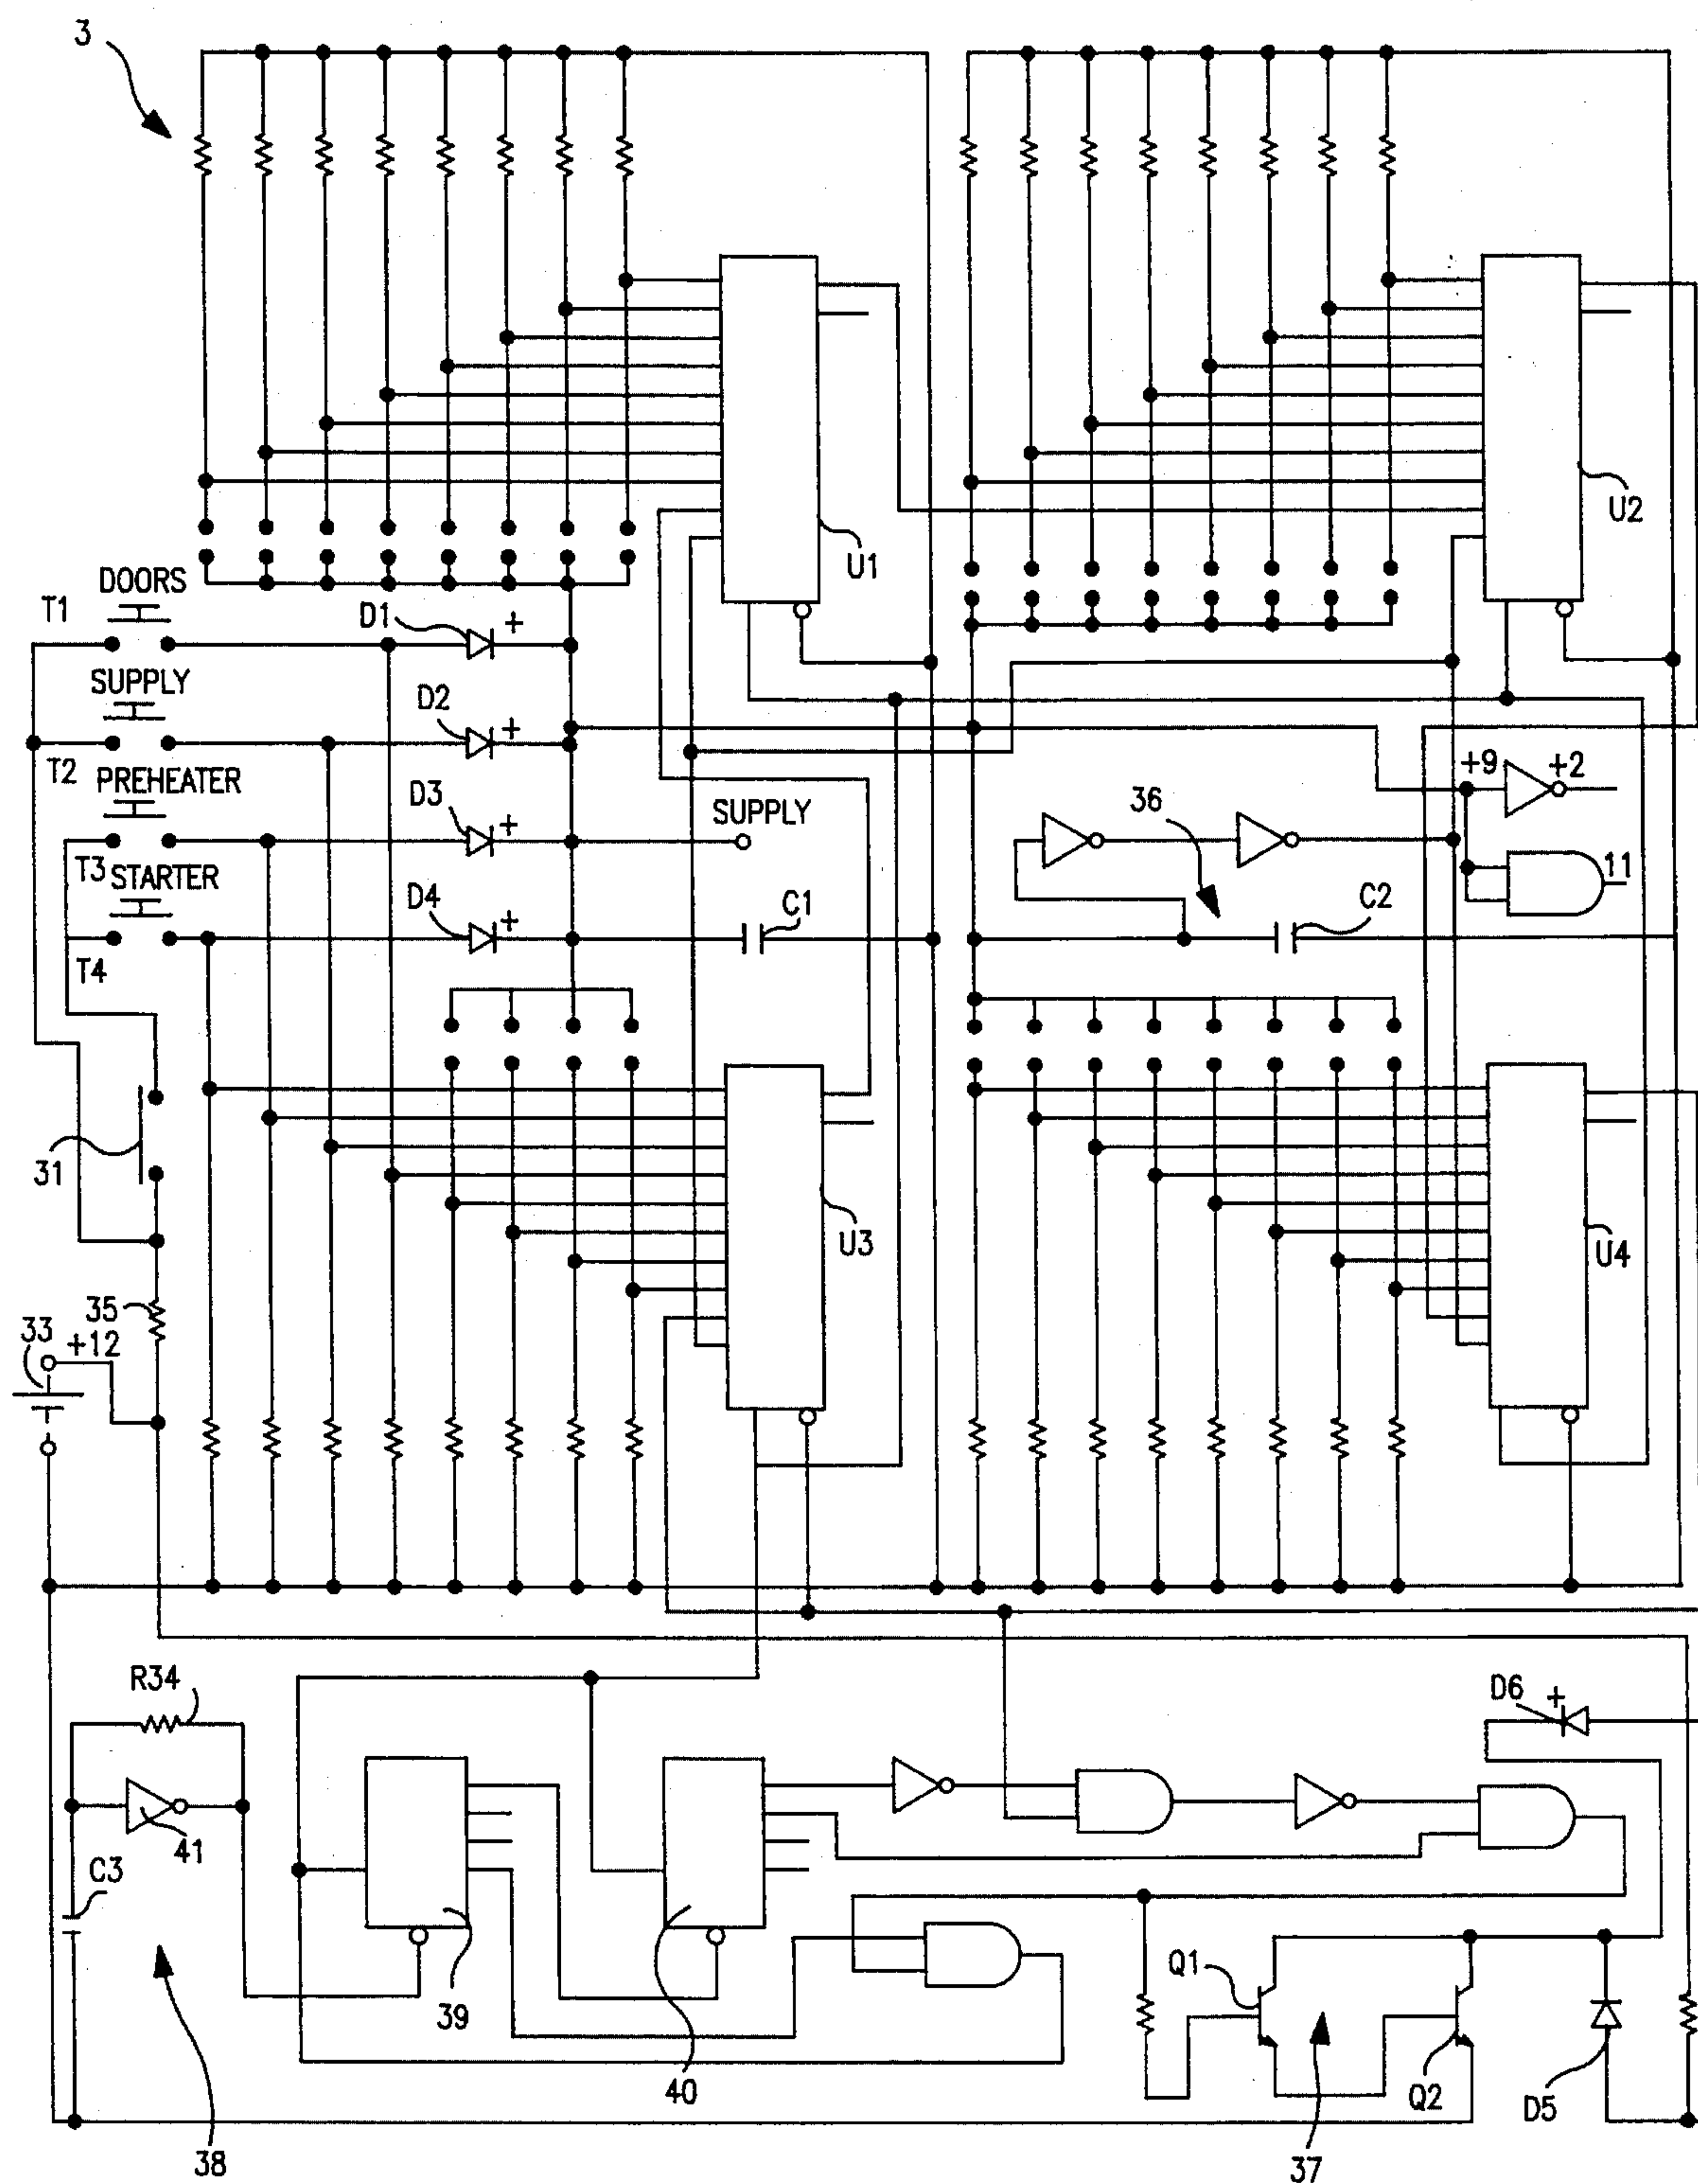 3
U1
U2
DOORS
T1
D1
+
SUPPLY
D2
+
T2
PREHEATER
D3
+
SUPPLY
36
+9
+2
T3
STARTER
11
D4
+
C1
C2
T4
31
U3
U4
35
33
+12
R34
D6
+
41
C3
39
40
Q1
Q2
D5
38
37